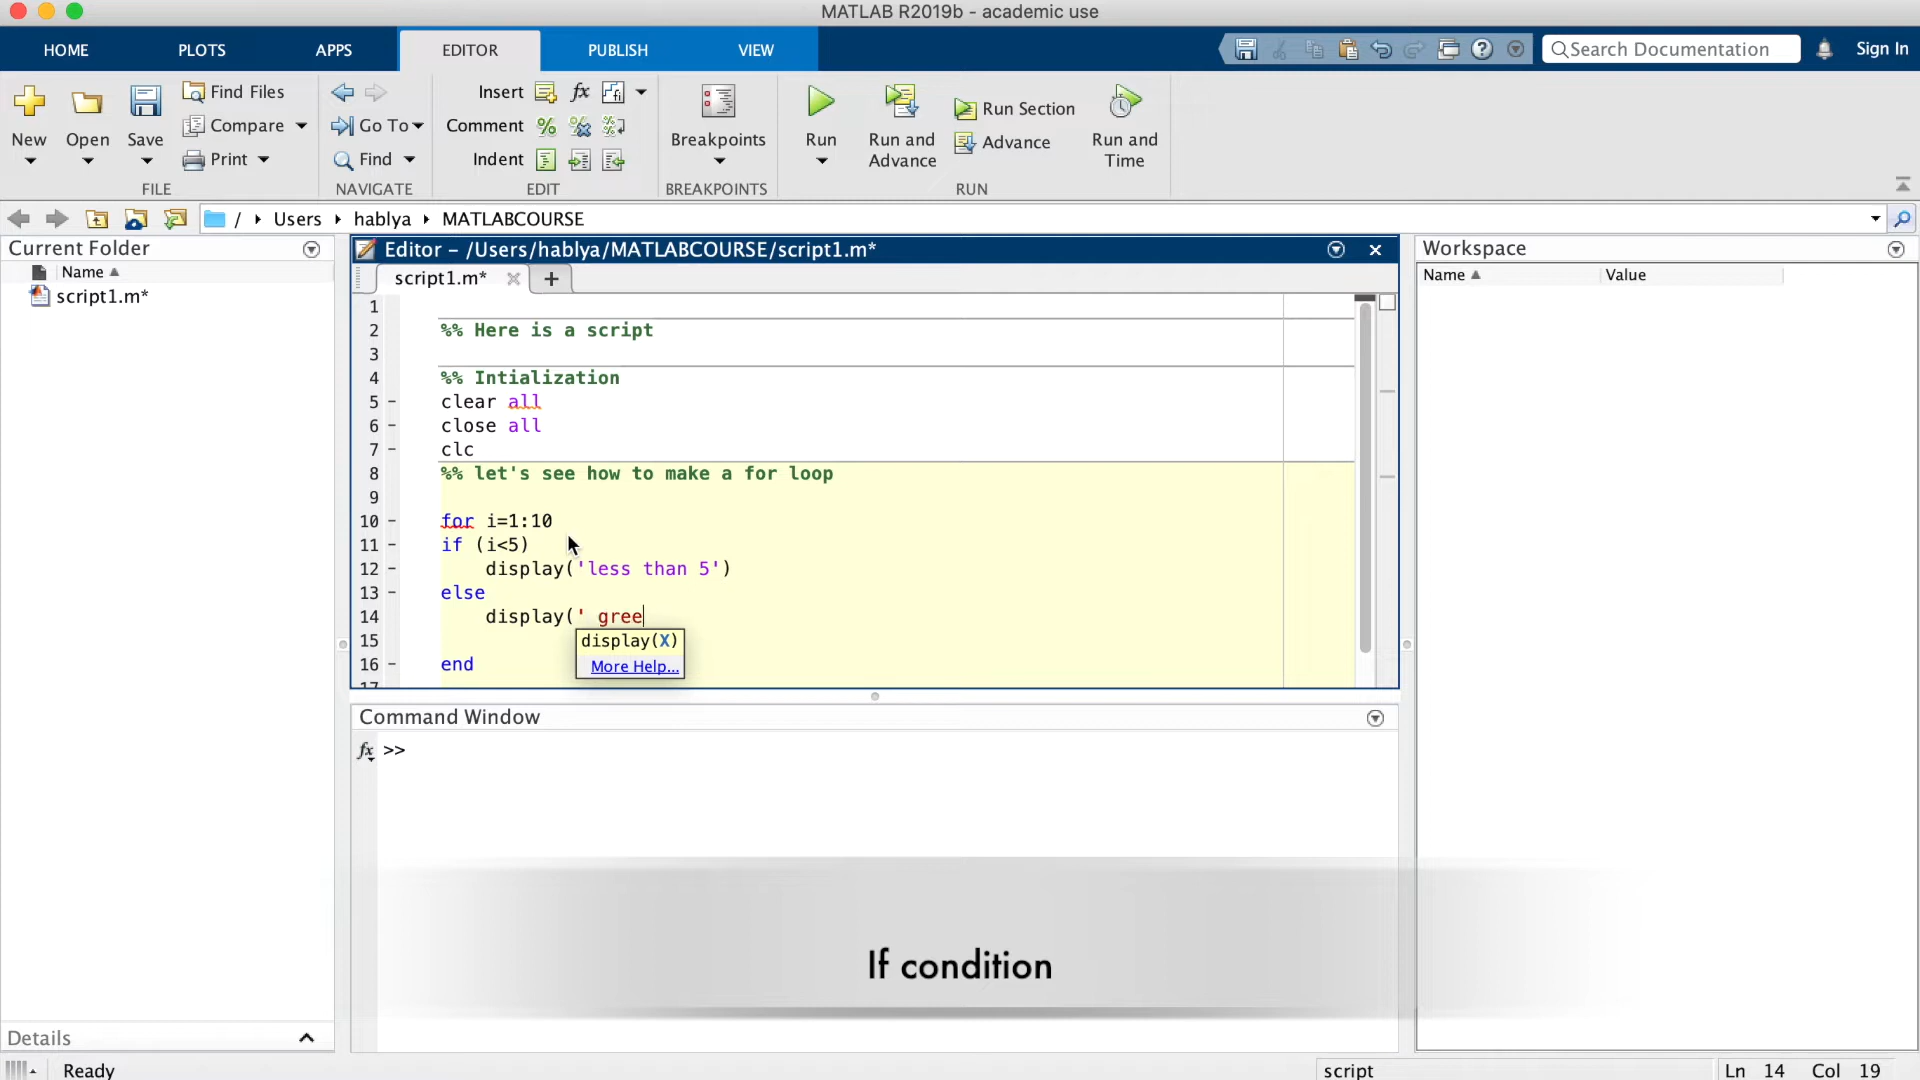 MATLAB R2019b - academic use
HOME PLOTS APPS EDITOR PUBLISH VIEW Search Documentation Sign In
New Open Save Find Files Compare Print
FILE
Go To Find
NAVIGATE
Insert fx
Comment
Indent
EDIT
Breakpoints
BREAKPOINTS
Run Run and Advance Run Section Advance Run and Time
RUN
/ Users hablya MATLABCOURSE
Current Folder
Name
script1.m*
Editor – /Users/hablya/MATLABCOURSE/script1.m*
script1.m* +
1
2 %% Here is a script
3
4 %% Intialization
5 – clear all
6 – close all
7 – clc
8 %% let's see how to make a for loop
9
10 – for i=1:10
11 – if (i<5)
12 – display('less than 5')
13 – else
14 – display(' gree
15 display(X)
More Help...
16 – end
17
Workspace
Name Value
Command Window
fx >>
If condition
Details
Ready script Ln 14 Col 19